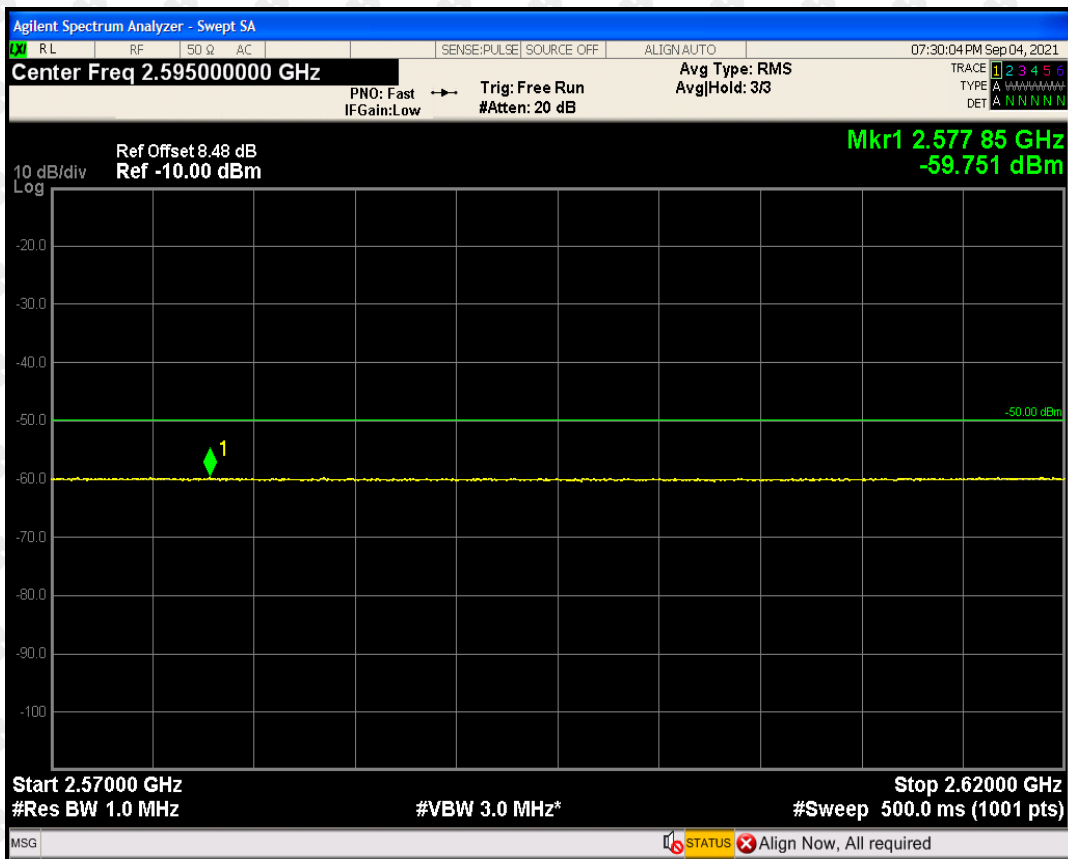 Agilent Spectrum Analyzer - Swept SA
LXI RL RF 50 Ω AC SENSE:PULSE SOURCE OFF ALIGN AUTO 07:30:04 PM Sep 04, 2021
Center Freq 2.595000000 GHz
PNO: Fast
IFGain:Low
Trig: Free Run
#Atten: 20 dB
Avg Type: RMS
Avg|Hold: 3/3
TRACE 1 2 3 4 5 6
TYPE A WWWWW
DET A N N N N N
Mkr1 2.577 85 GHz
-59.751 dBm
Ref Offset 8.48 dB
10 dB/div Ref -10.00 dBm
Log
-20.0
-30.0
-40.0
-50.0
-50.00 dBm
1
-60.0
-70.0
-80.0
-90.0
-100
Start 2.57000 GHz Stop 2.62000 GHz
#Res BW 1.0 MHz #VBW 3.0 MHz* #Sweep 500.0 ms (1001 pts)
MSG STATUS Align Now, All required